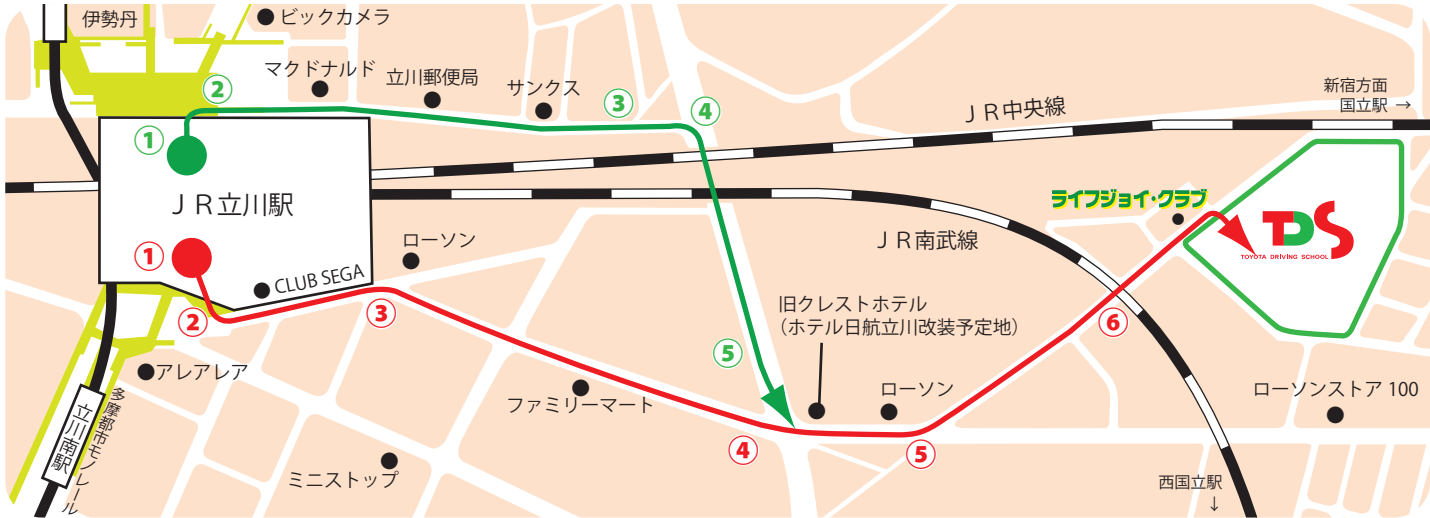 伊勢丹
ビックカメラ
マクドナルド
立川郵便局
サンクス
②
③
④
①
ＪＲ中央線
新宿方面
国立駅 →
ＪＲ立川駅
ライフジョイ・クラブ
TDS
TOYOTA DRIVING SCHOOL
①
ローソン
ＪＲ南武線
CLUB SEGA
②
③
旧クレストホテル
（ホテル日航立川改装予定地）
⑥
⑤
アレアレア
ファミリーマート
ローソン
ローソンストア 100
④
⑤
多摩都市モノレール
立川南駅
ミニストップ
西国立駅
↓